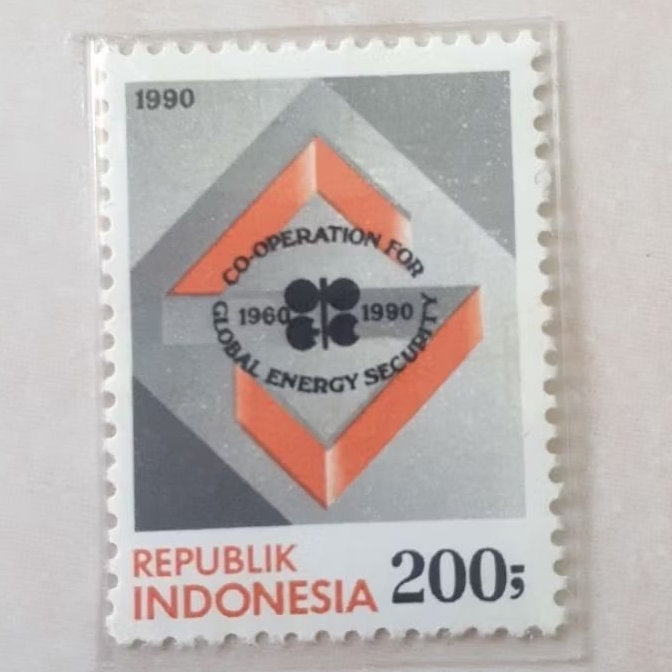 1990
CO-OPERATION FOR
1960 1990
GLOBAL ENERGY SECURITY
REPUBLIK
INDONESIA 200;